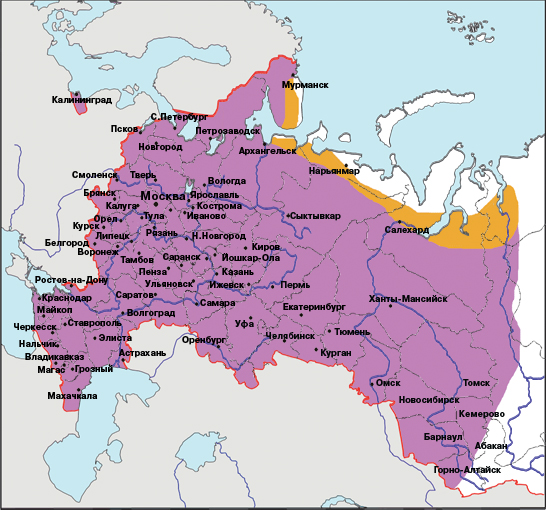 Мурманск
Калининград
С.Петербург
Псков
Петрозаводск
Новгород
Архангельск
Нарьянмар
Смоленск
Тверь
Вологда
Брянск
Москва
Ярославль
Калуга
Кострома
Орел
Тула
Иваново
Сыктывкар
Курск
Салехард
Липецк
Рязань
Н.Новгород
Белгород
Киров
Воронеж
Тамбов
Саранск
Йошкар-Ола
Пенза
Казань
Ростов-на-Дону
Ульяновск
Ижевск
Пермь
Краснодар
Саратов
Самара
Ханты-Мансийск
Майкоп
Волгоград
Екатеринбург
Черкесск
Ставрополь
Уфа
Тюмень
Нальчик
Элиста
Оренбург
Челябинск
Владикавказ
Астрахань
Курган
Магас
Грозный
Махачкала
Омск
Томск
Новосибирск
Кемерово
Барнаул
Абакан
Горно-Алтайск